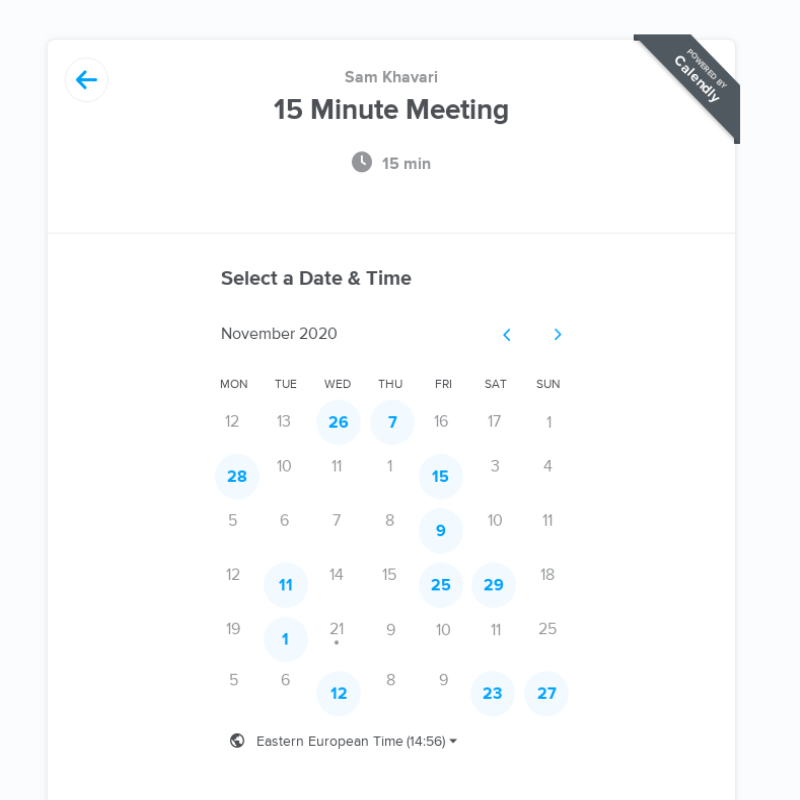 Sam Khavari
POWERED BY
Calendly
15 Minute Meeting
15 min
Select a Date & Time
November 2020
MON TUE WED THU FRI SAT SUN
12 13 26 7 16 17 1
28 10 11 1 15 3 4
5 6 7 8 9 10 11
12 11 14 15 25 29 18
19 1 21 9 10 11 25
5 6 12 8 9 23 27
Eastern European Time (14:56)